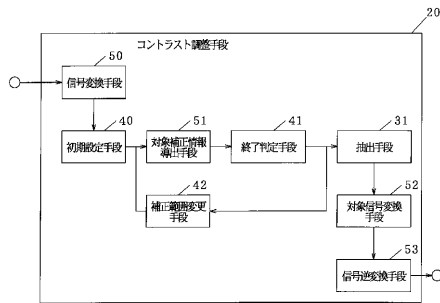 20
コントラスト調整手段
50
信号変換手段
40
51
41
31
初期設定手段
対象補正情報
導出手段
終了判定手段
抽出手段
42
52
補正範囲変更
手段
対象信号変換
手段
53
信号逆変換手段